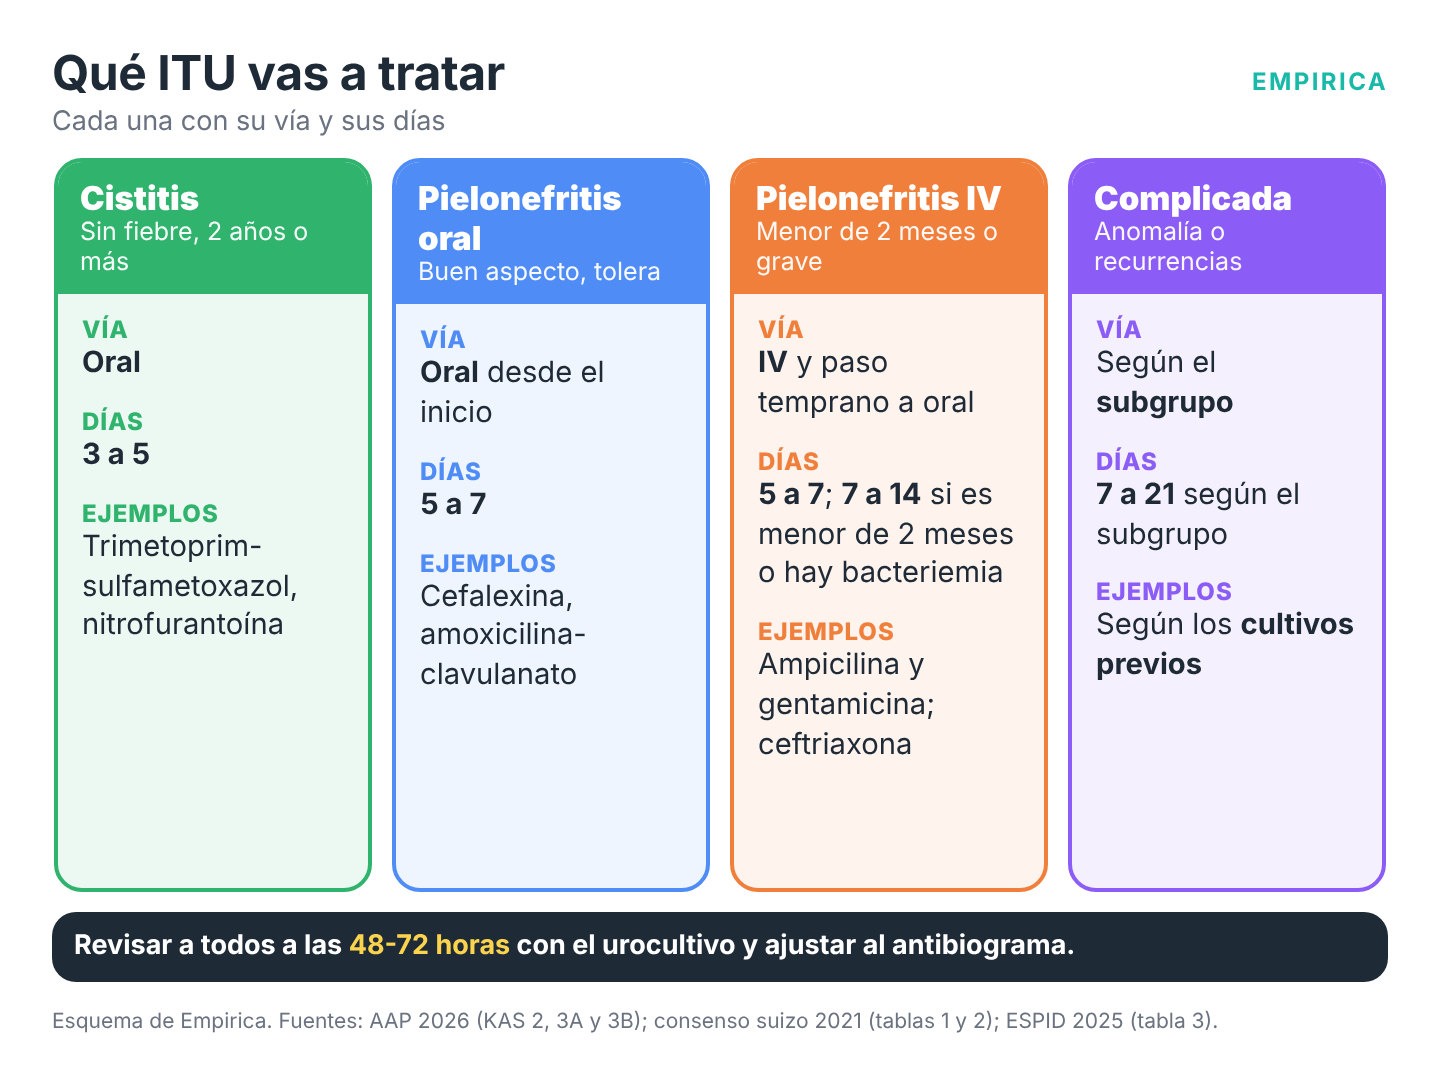 Qué ITU vas a tratar
EMPIRICA
Cada una con su vía y sus días
Cistitis
Sin fiebre, 2 años o
más
VÍA
Oral
DÍAS
3 a 5
EJEMPLOS
Trimetoprim-
sulfametoxazol,
nitrofurantoína
Pielonefritis
oral
Buen aspecto, tolera
VÍA
Oral desde el
inicio
DÍAS
5 a 7
EJEMPLOS
Cefalexina,
amoxicilina-
clavulanato
Pielonefritis IV
Menor de 2 meses o
grave
VÍA
IV y paso
temprano a oral
DÍAS
5 a 7; 7 a 14 si es
menor de 2 meses
o hay bacteriemia
EJEMPLOS
Ampicilina y
gentamicina;
ceftriaxona
Complicada
Anomalía o
recurrencias
VÍA
Según el
subgrupo
DÍAS
7 a 21 según el
subgrupo
EJEMPLOS
Según los cultivos
previos
Revisar a todos a las 48-72 horas con el urocultivo y ajustar al antibiograma.
Esquema de Empirica. Fuentes: AAP 2026 (KAS 2, 3A y 3B); consenso suizo 2021 (tablas 1 y 2); ESPID 2025 (tabla 3).